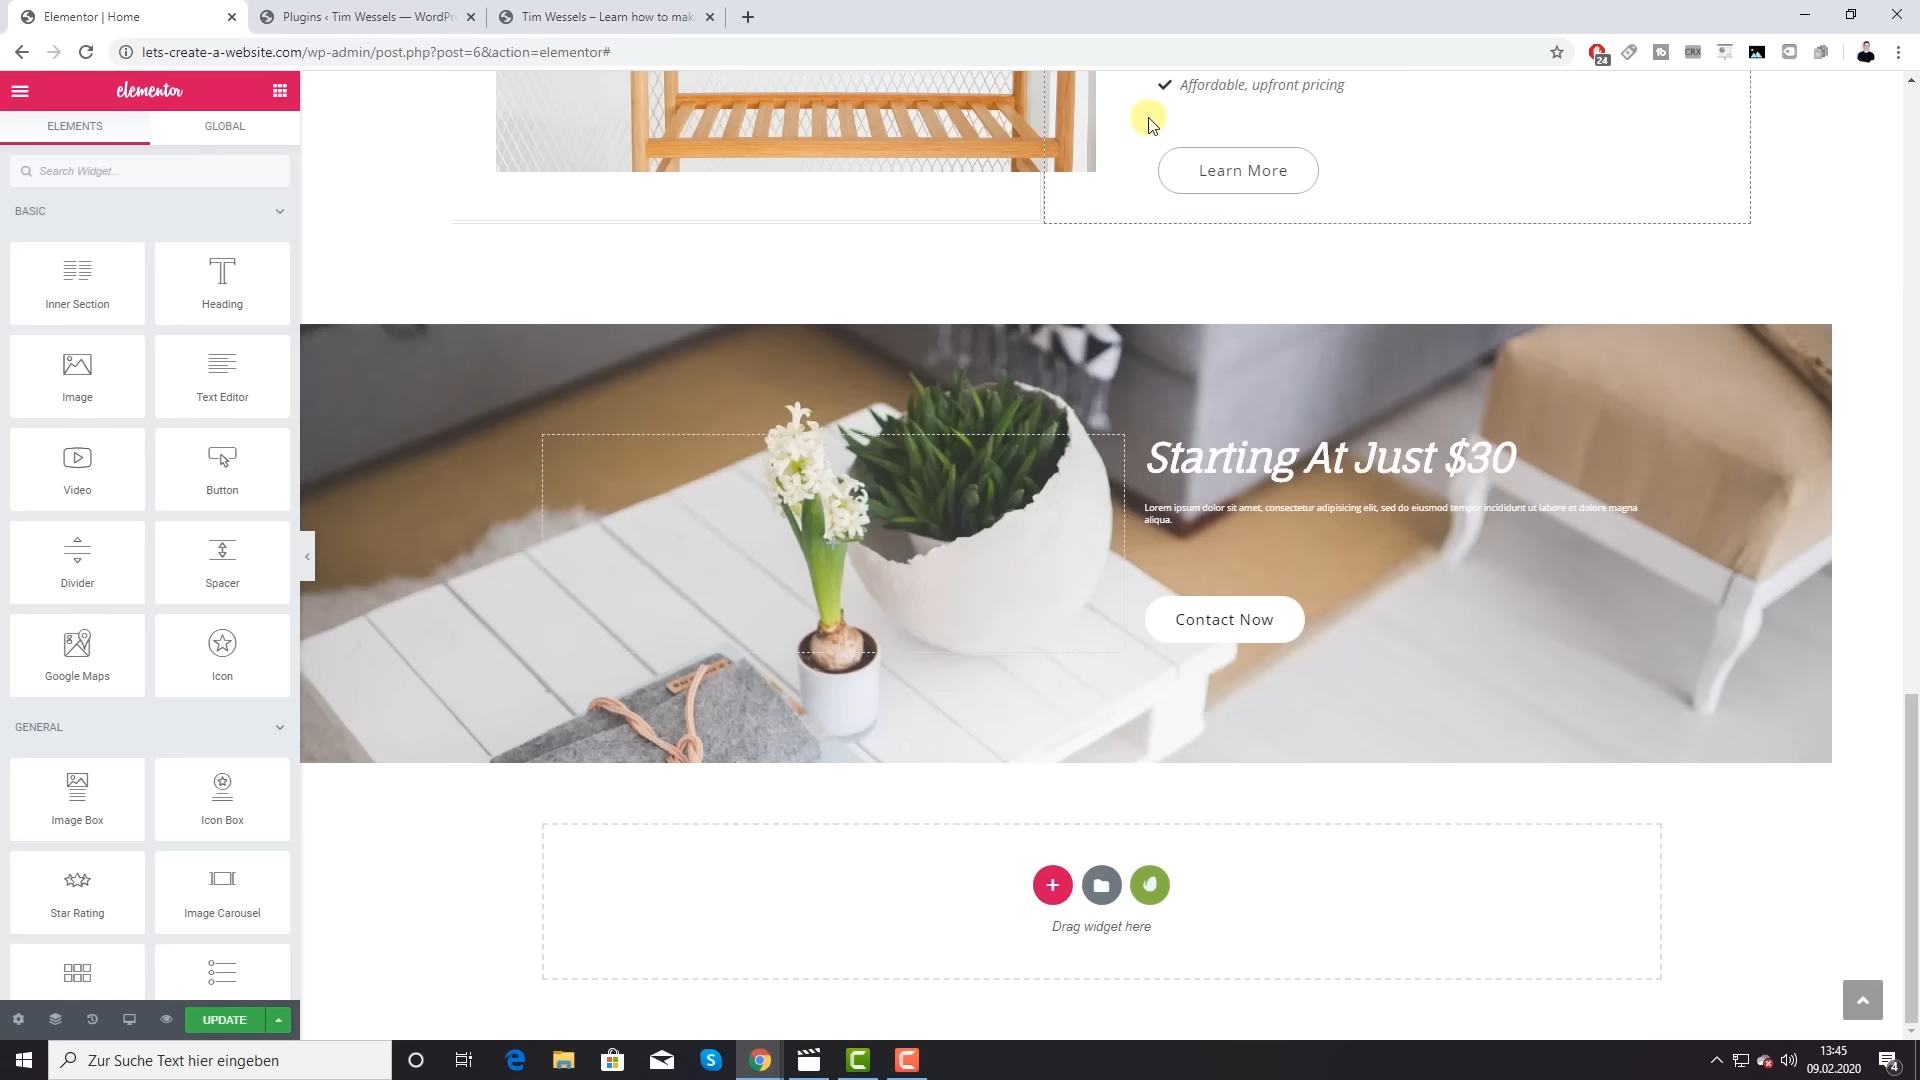 Elementor | Home
Plugins ‹ Tim Wessels — WordPr
Tim Wessels – Learn how to mak
lets-create-a-website.com/wp-admin/post.php?post=6&action=elementor#
24
CRX
elementor
ELEMENTS
GLOBAL
Search Widget...
BASIC
Inner Section
Heading
Image
Text Editor
Video
Button
Divider
Spacer
Google Maps
Icon
GENERAL
Image Box
Icon Box
Star Rating
Image Carousel
UPDATE
Affordable, upfront pricing
Learn More
Starting At Just $30
Lorem ipsum dolor sit amet, consectetur adipisicing elit, sed do eiusmod tempor incididunt ut labore et dolore magna
aliqua.
Contact Now
Drag widget here
Zur Suche Text hier eingeben
13:45
09.02.2020
4